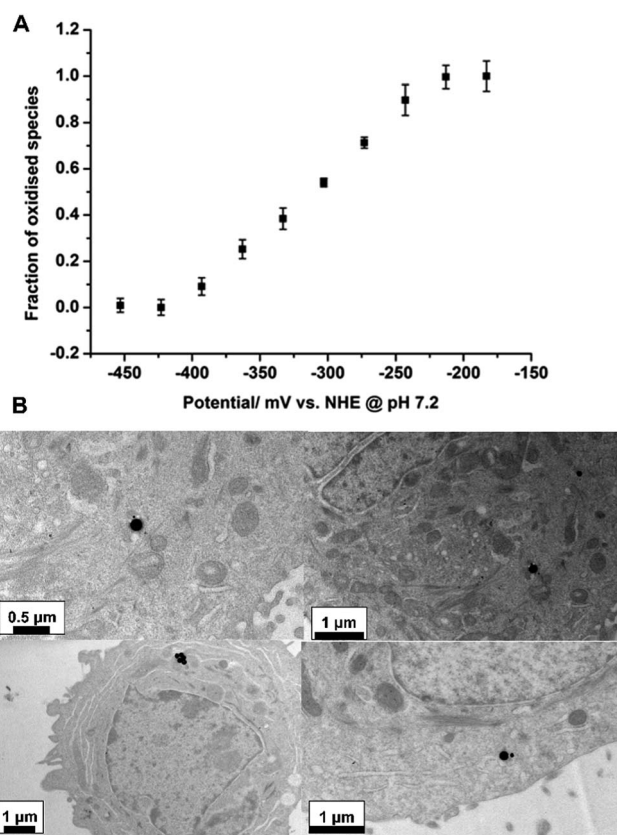 A
1.2
1.0
0.8
0.6
0.4
0.2
0.0
-0.2
Fraction of oxidised species
-450 -400 -350 -300 -250 -200 -150
Potential/ mV vs. NHE @ pH 7.2
B
0.5 µm
1 µm
1 µm
1 µm